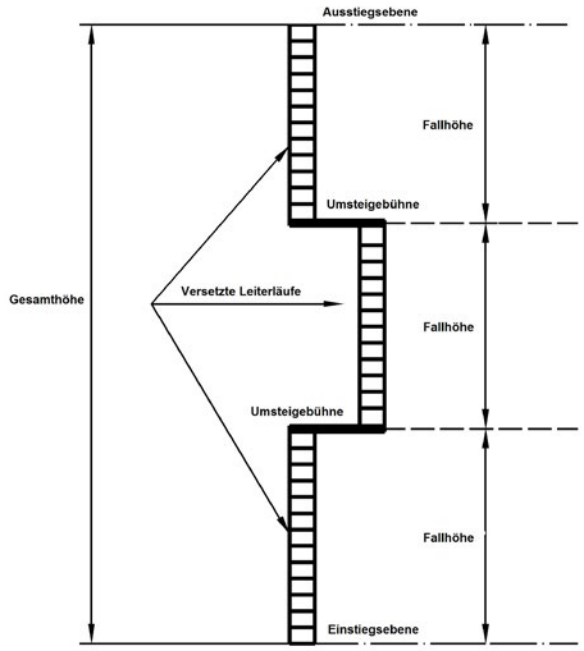 Ausstiegsebene
Fallhöhe
Umsteigebühne
Versetzte Leiterläufe
Gesamthöhe
Fallhöhe
Umsteigebühne
Fallhöhe
Einstiegsebene